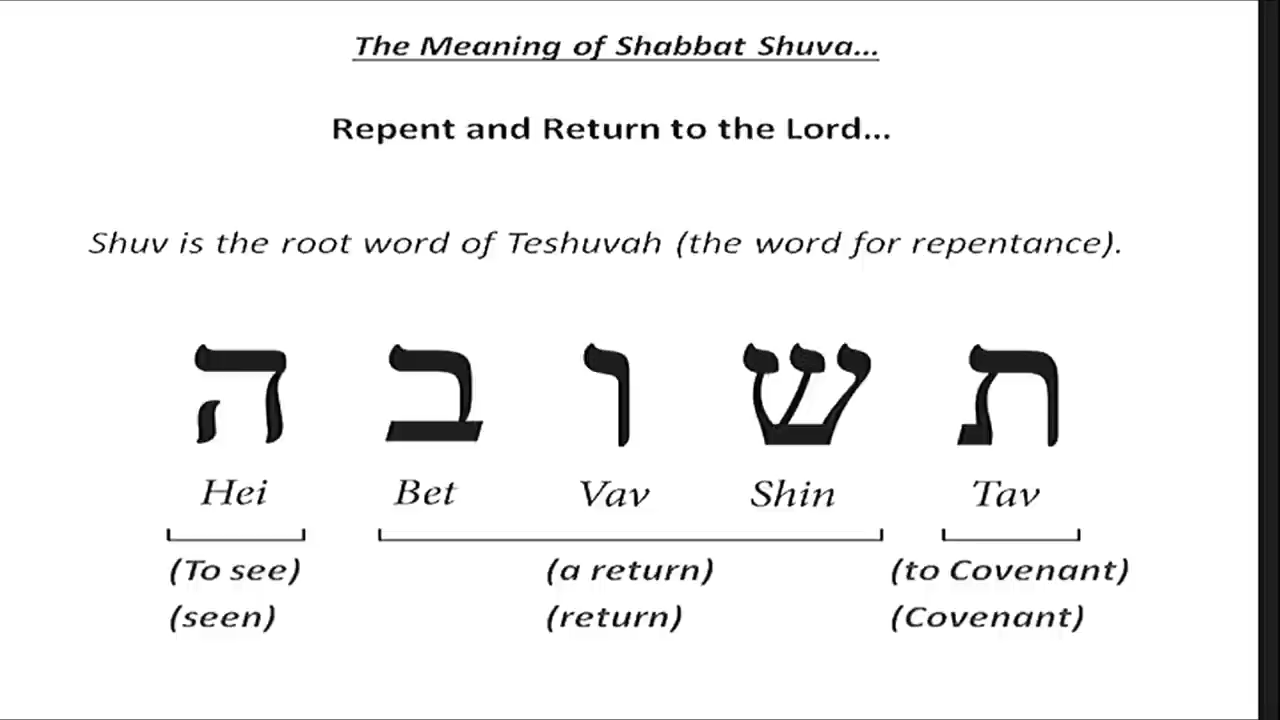 The Meaning of Shabbat Shuva...
Repent and Return to the Lord...
Shuv is the root word of Teshuvah (the word for repentance).
תשובה
Hei Bet Vav Shin Tav
(To see) (a return) (to Covenant)
(seen) (return) (Covenant)